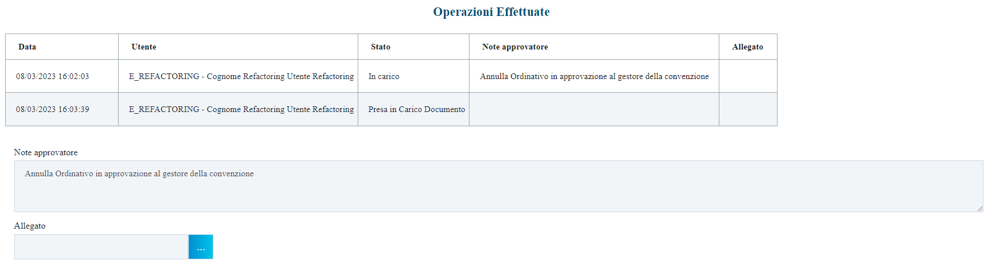 Operazioni Effettuate
Data Utente Stato Note approvatore Allegato
08/03/2023 16:02:03 E_REFACTORING - Cognome Refactoring Utente Refactoring In carico Annulla Ordinativo in approvazione al gestore della convenzione
08/03/2023 16:03:39 E_REFACTORING - Cognome Refactoring Utente Refactoring Presa in Carico Documento
Note approvatore
Annulla Ordinativo in approvazione al gestore della convenzione
Allegato
...